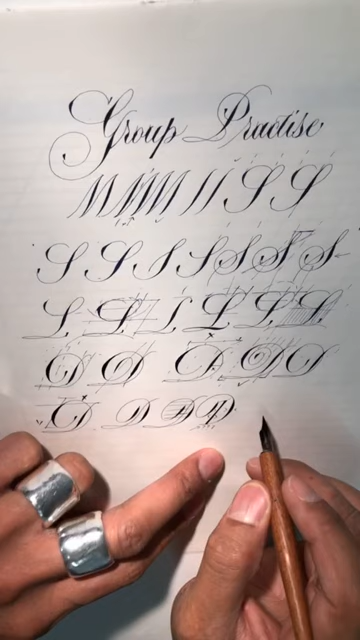 Group Practise
M M M I I S S
S S I S S S S
L L I L L L
D D D D D
D D D D